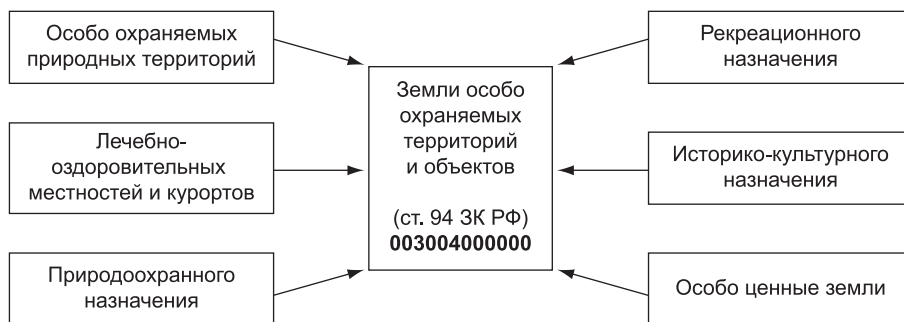 Особо охраняемых
природных территорий
Лечебно-
оздоровительных
местностей и курортов
Природоохранного
назначения
Земли особо
охраняемых
территорий
и объектов
(ст. 94 ЗК РФ)
003004000000
Рекреационного
назначения
Историко-культурного
назначения
Особо ценные земли